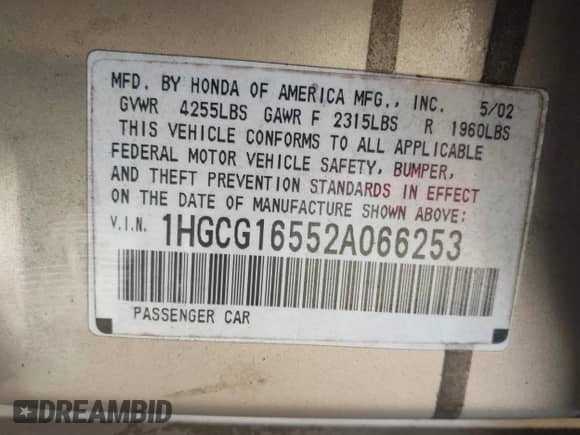 MFD. BY HONDA OF AMERICA MFG., INC. 5/02
GVWR 4255LBS GAWR F 2315LBS R 1960LBS
THIS VEHICLE CONFORMS TO ALL APPLICABLE
FEDERAL MOTOR VEHICLE SAFETY, BUMPER,
AND THEFT PREVENTION STANDARDS IN EFFECT
ON THE DATE OF MANUFACTURE SHOWN ABOVE:
V.I.N. 1HGCG16552A066253
PASSENGER CAR
DREAMBID